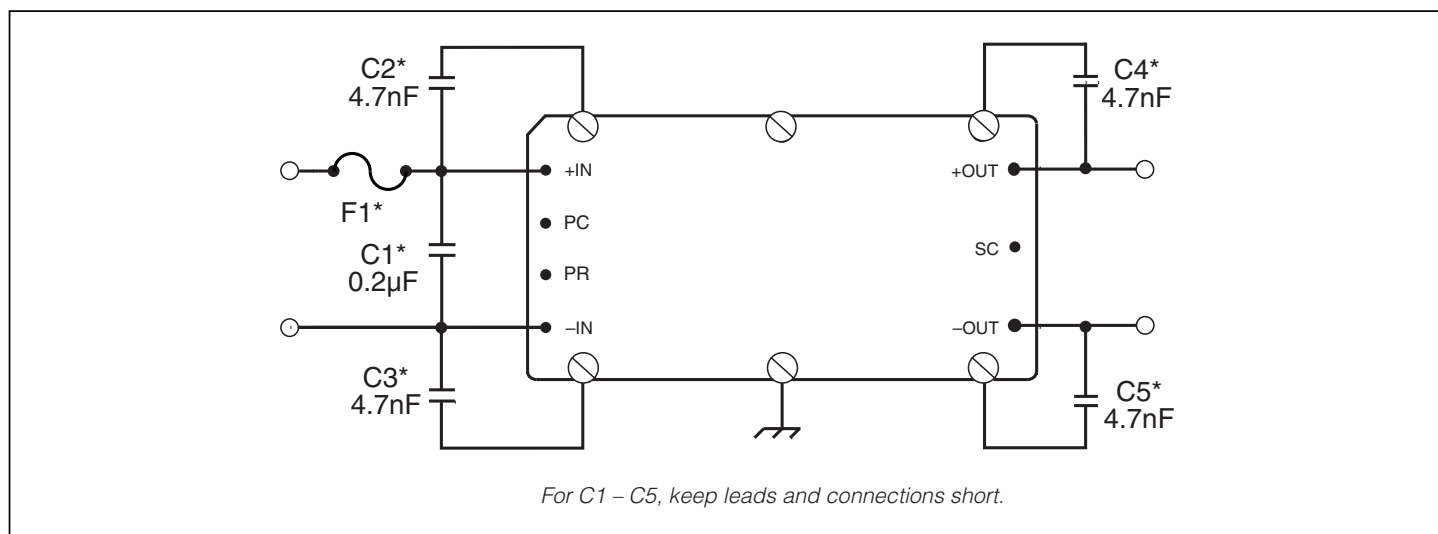 C2*
4.7nF
C4*
4.7nF
+IN
+OUT
F1*
PC
C1*
0.2µF
SC
PR
–IN
–OUT
C3*
4.7nF
C5*
4.7nF
For C1 – C5, keep leads and connections short.